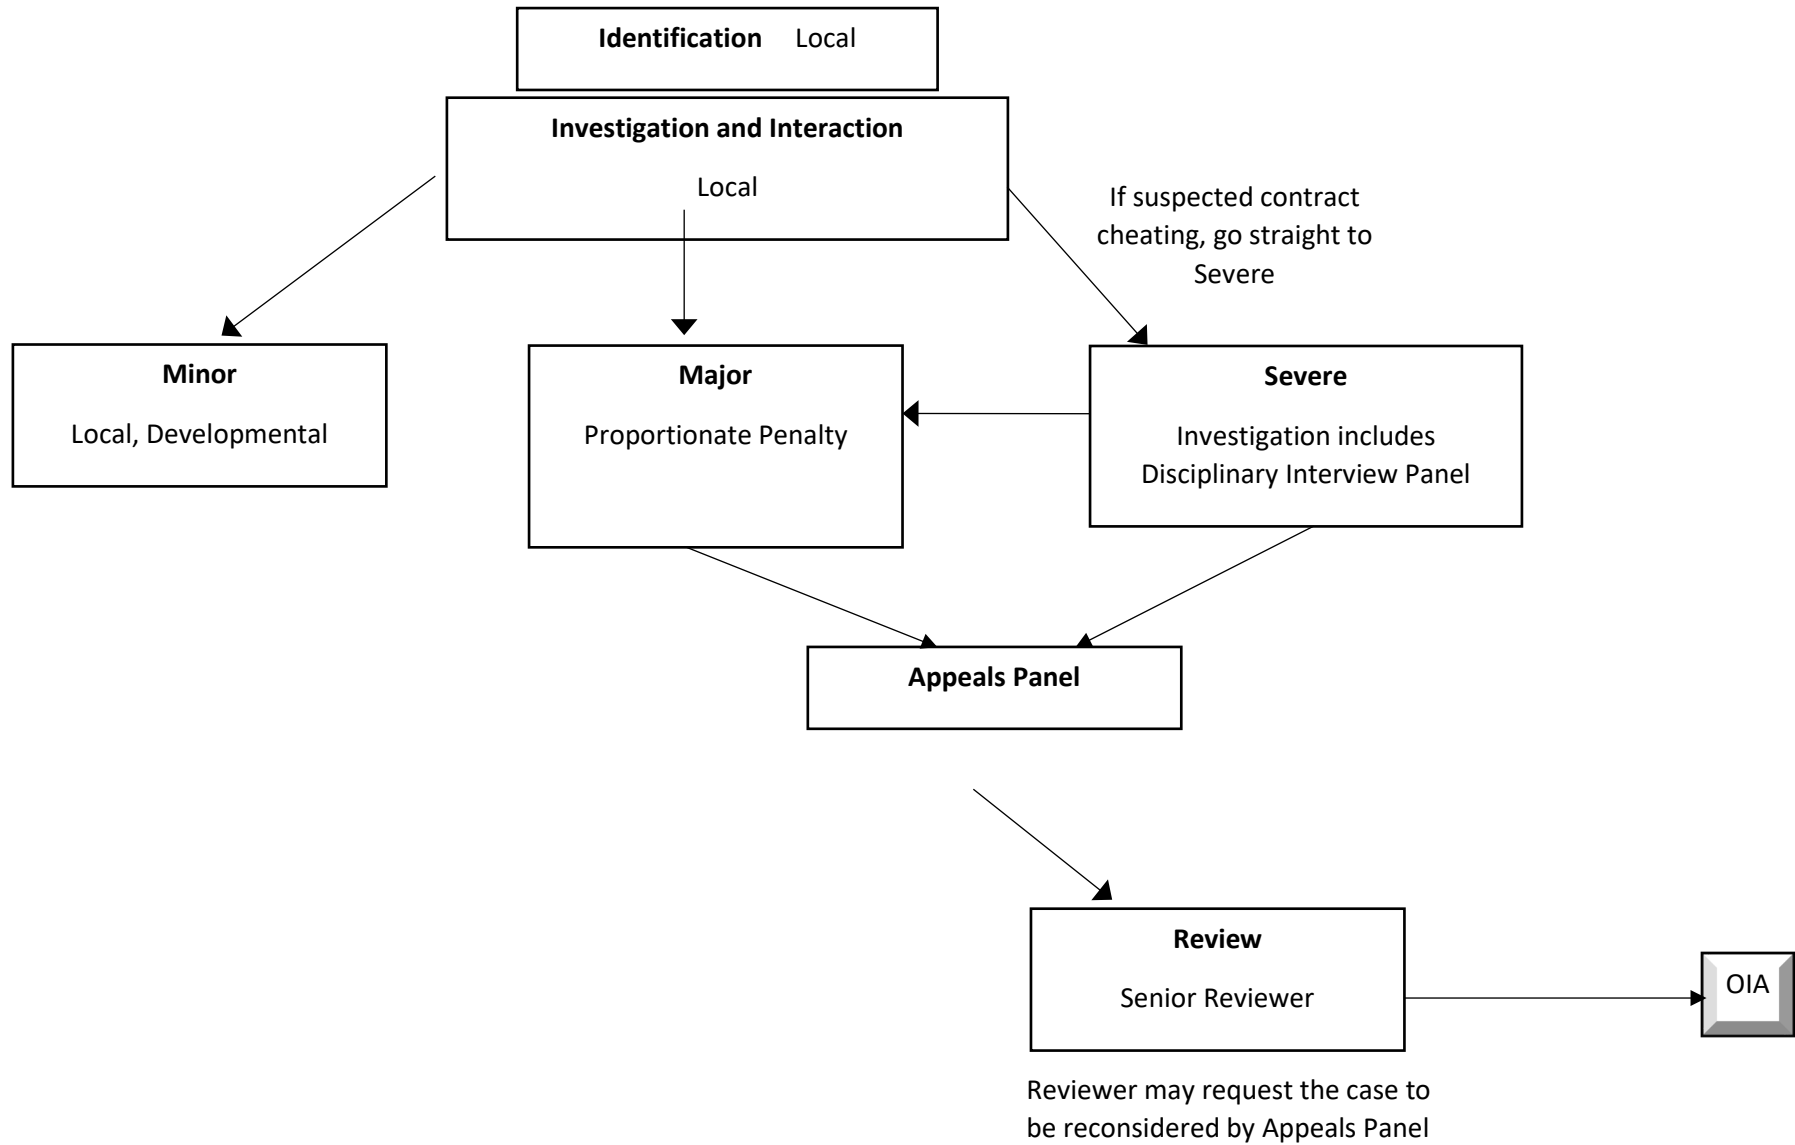 Identification Local
Investigation and Interaction
Local
If suspected contract
cheating, go straight to
Severe
Minor
Local, Developmental
Major
Proportionate Penalty
Severe
Investigation includes
Disciplinary Interview Panel
Appeals Panel
Review
Senior Reviewer
OIA
Reviewer may request the case to
be reconsidered by Appeals Panel